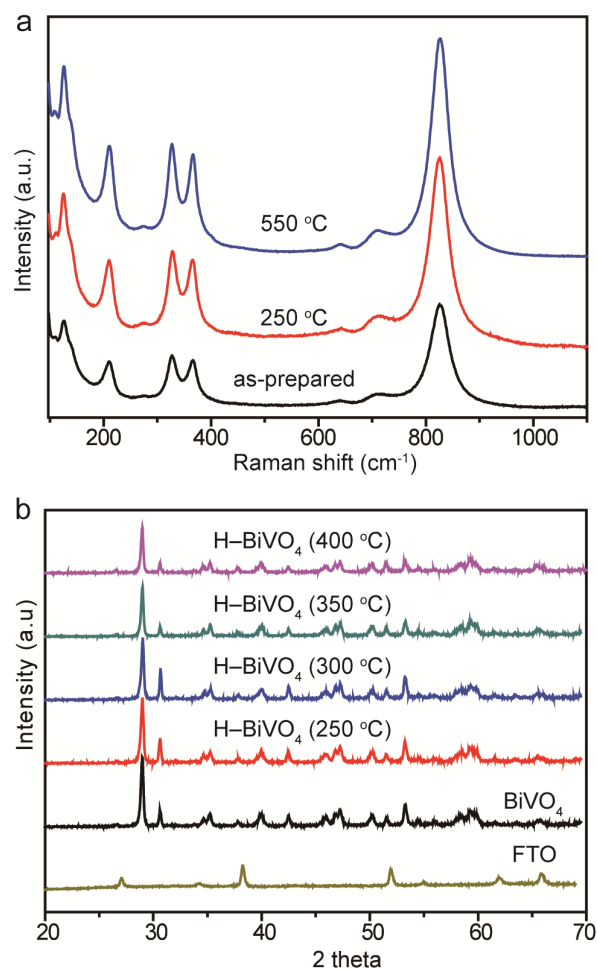 a
550 °C
250 °C
as-prepared
Intensity (a.u.)
200 400 600 800 1000
Raman shift (cm⁻¹)
b
H–BiVO₄ (400 °C)
H–BiVO₄ (350 °C)
H–BiVO₄ (300 °C)
H–BiVO₄ (250 °C)
BiVO₄
FTO
Intensity (a.u)
20 30 40 50 60 70
2 theta